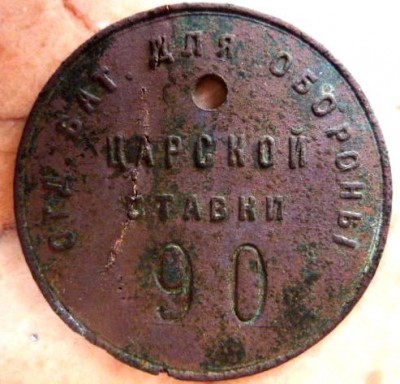 ОТД. БАТ. ДЛЯ ОБОРОНЫ
ЦАРСКОЙ
СТАВКИ
90